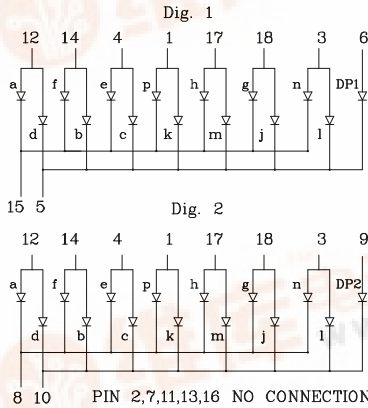 Dig. 1
12 14 4 1 17 18 3 6
a f e p h g n DP1
d b c k m j l
15 5
Dig. 2
12 14 4 1 17 18 3 9
a f e p h g n DP2
d b c k m j l
8 10 PIN 2,7,11,13,16 NO CONNECTION